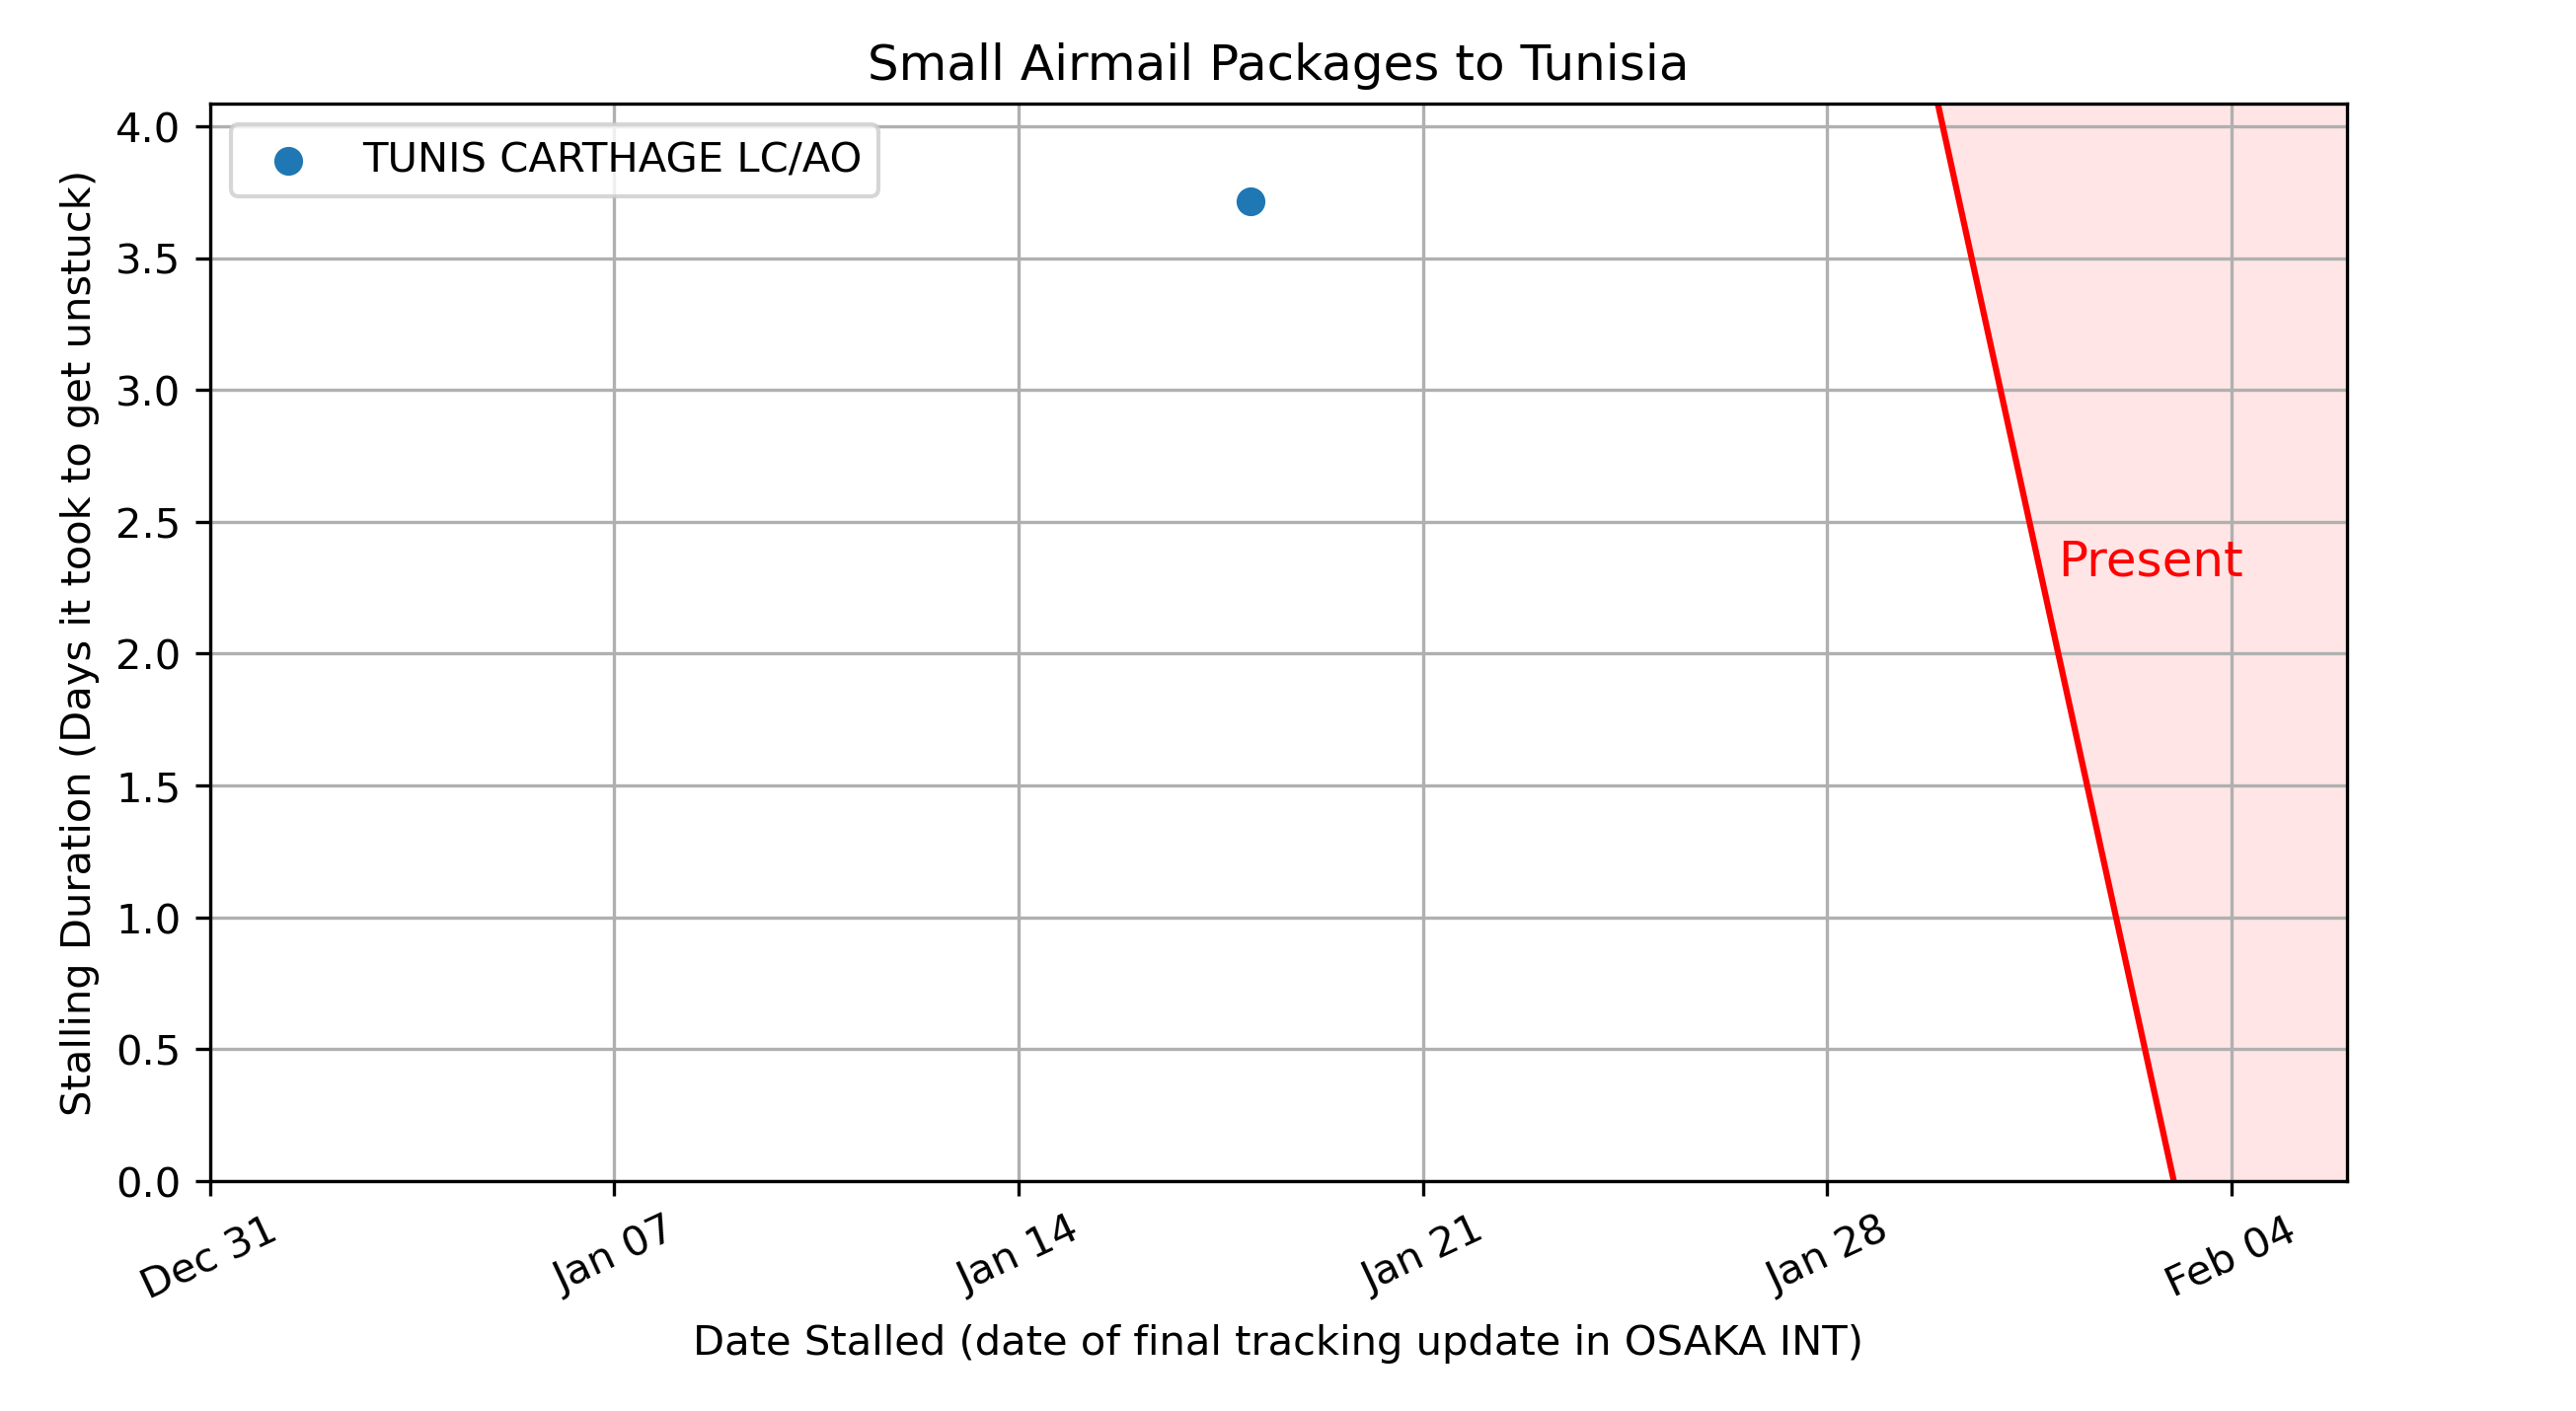 Small Airmail Packages to Tunisia
TUNIS CARTHAGE LC/AO
Stalling Duration (Days it took to get unstuck)
4.0
3.5
3.0
2.5
2.0
1.5
1.0
0.5
0.0
Present
Dec 31
Jan 07
Jan 14
Jan 21
Jan 28
Feb 04
Date Stalled (date of final tracking update in OSAKA INT)